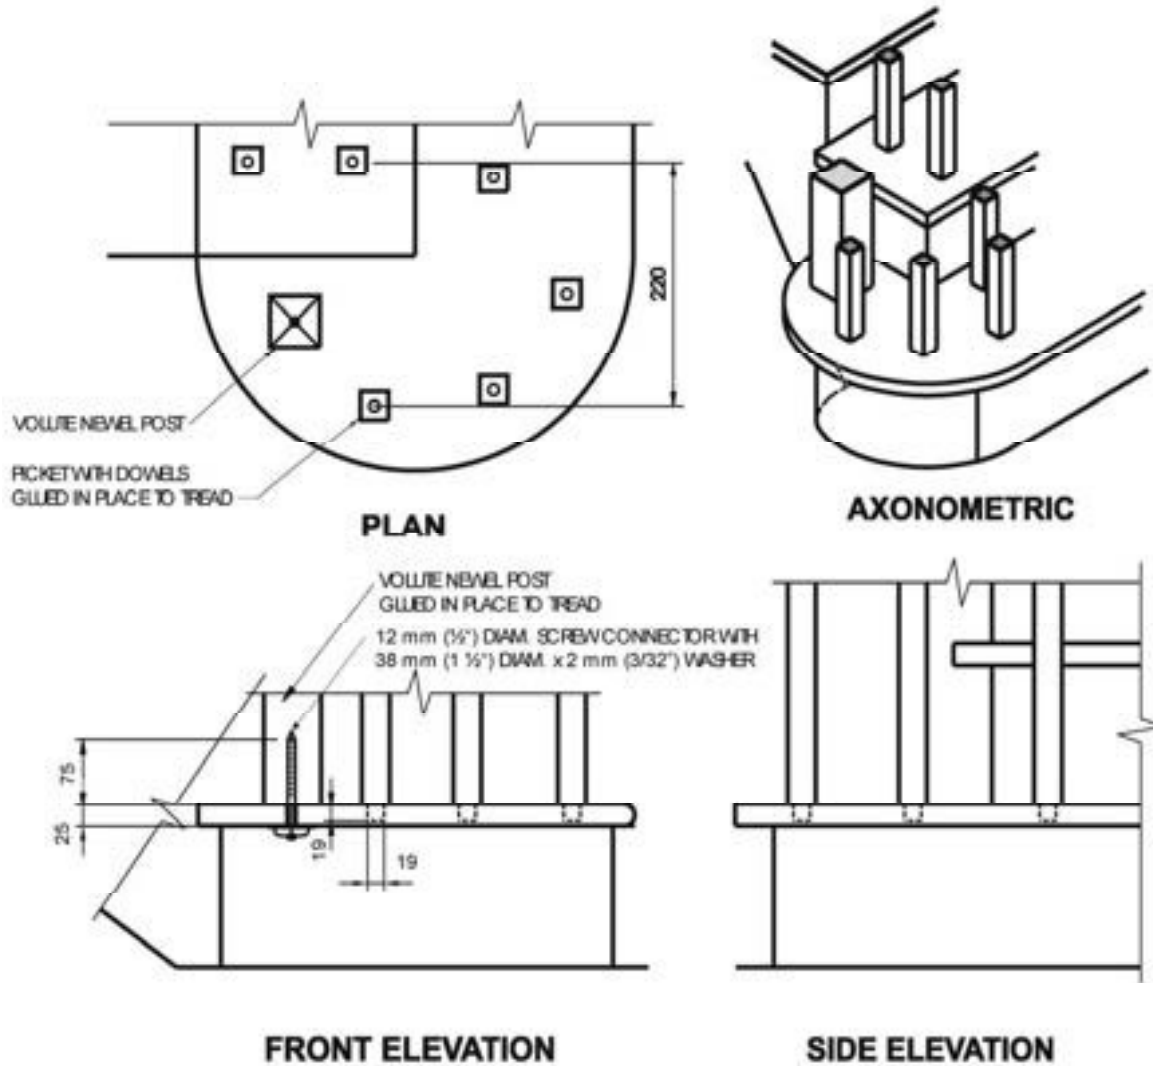 220
VOLUTE NEWEL POST
PICKET WITH DOWELS
GLUED IN PLACE TO TREAD
PLAN
AXONOMETRIC
VOLUTE NEWEL POST
GLUED IN PLACE TO TREAD
12 mm (½") DIAM. SCREW CONNECTOR WITH
38 mm (1 ½") DIAM. x 2 mm (3/32") WASHER
75
25
19
19
FRONT ELEVATION
SIDE ELEVATION